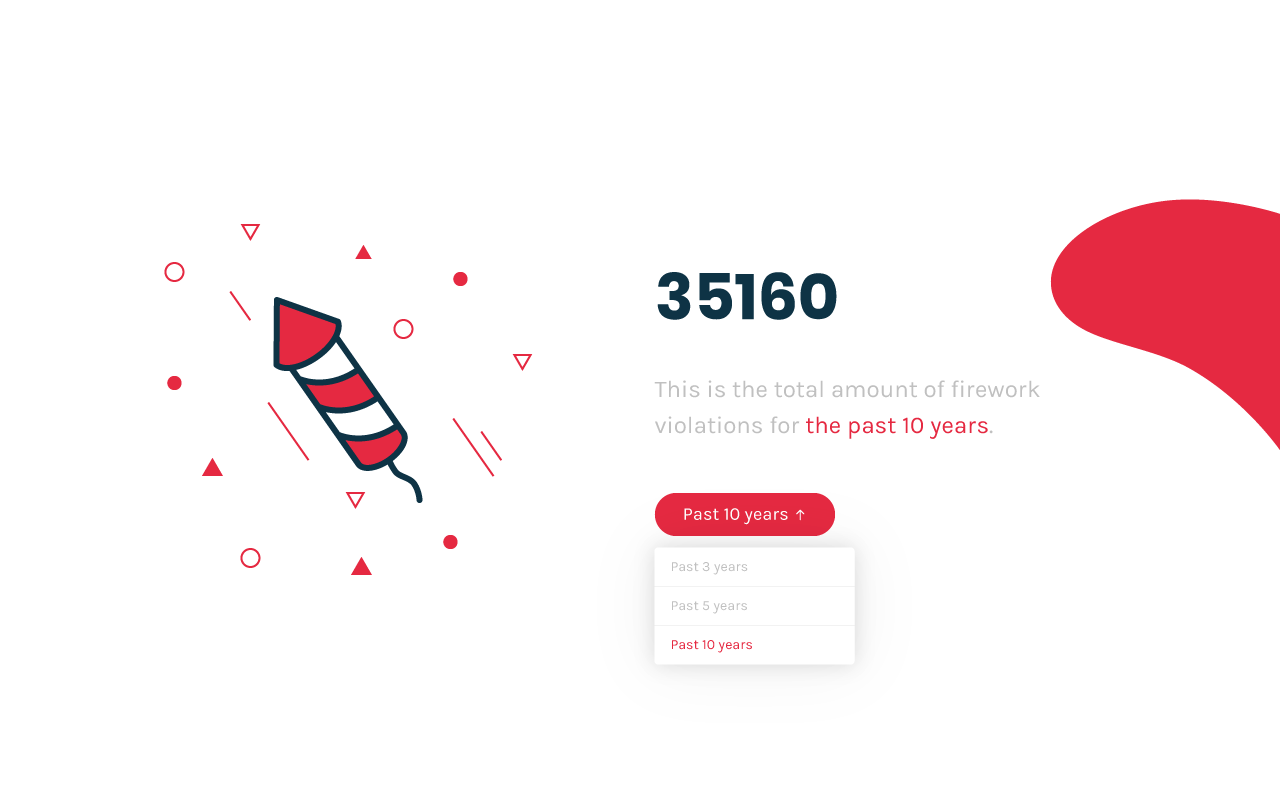 35160
This is the total amount of firework
violations for the past 10 years.
Past 10 years ↑
Past 3 years
Past 5 years
Past 10 years